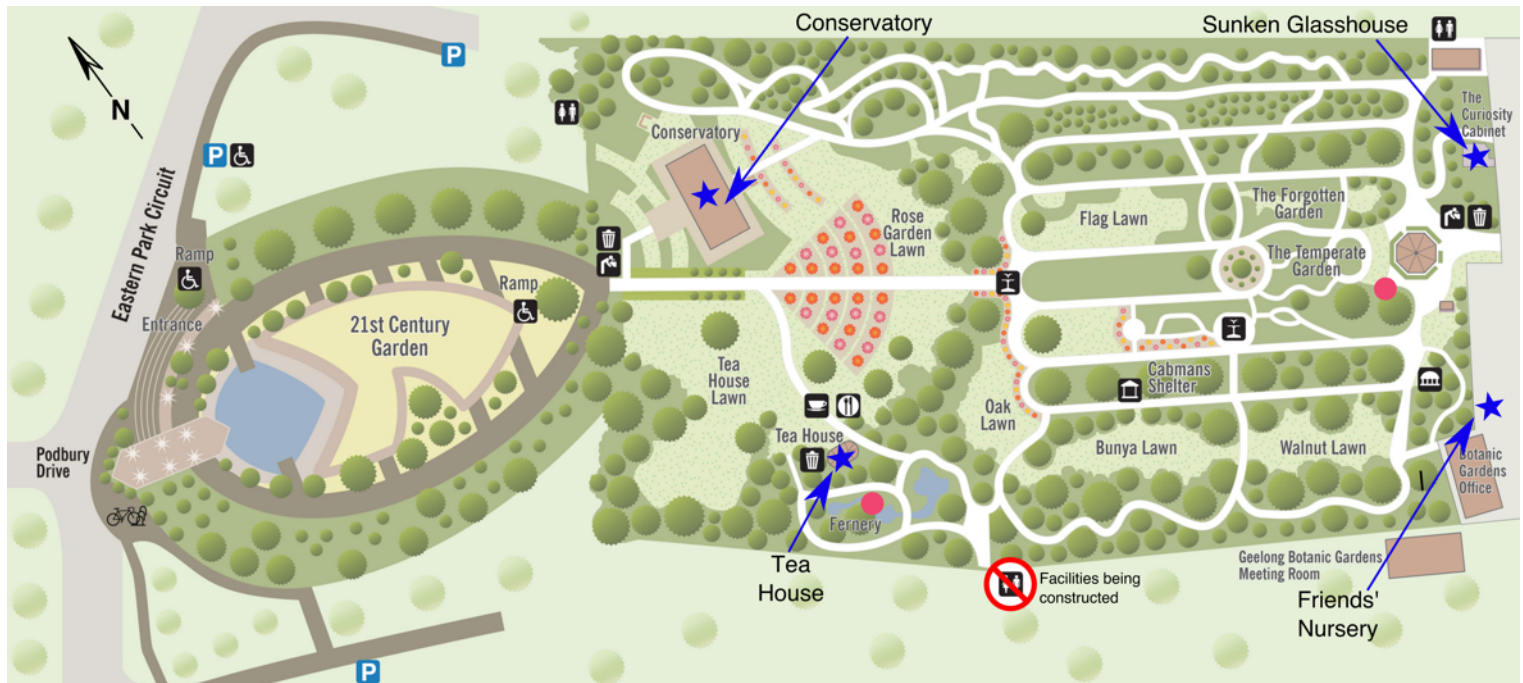 Conservatory
Sunken Glasshouse
P
N
The
Curiosity
Cabinet
Conservatory
P
Eastern Park Circuit
Rose
Garden
Lawn
Flag Lawn
The Forgotten
Garden
Ramp
The Temperate
Garden
Ramp
Entrance
21st Century
Garden
Tea
House
Lawn
Cabmans
Shelter
Oak
Lawn
Tea House
Bunya Lawn
Walnut Lawn
Podbury
Drive
Botanic
Gardens
Office
Fernery
Geelong Botanic Gardens
Meeting Room
Tea
House
Facilities being
constructed
Friends'
Nursery
P